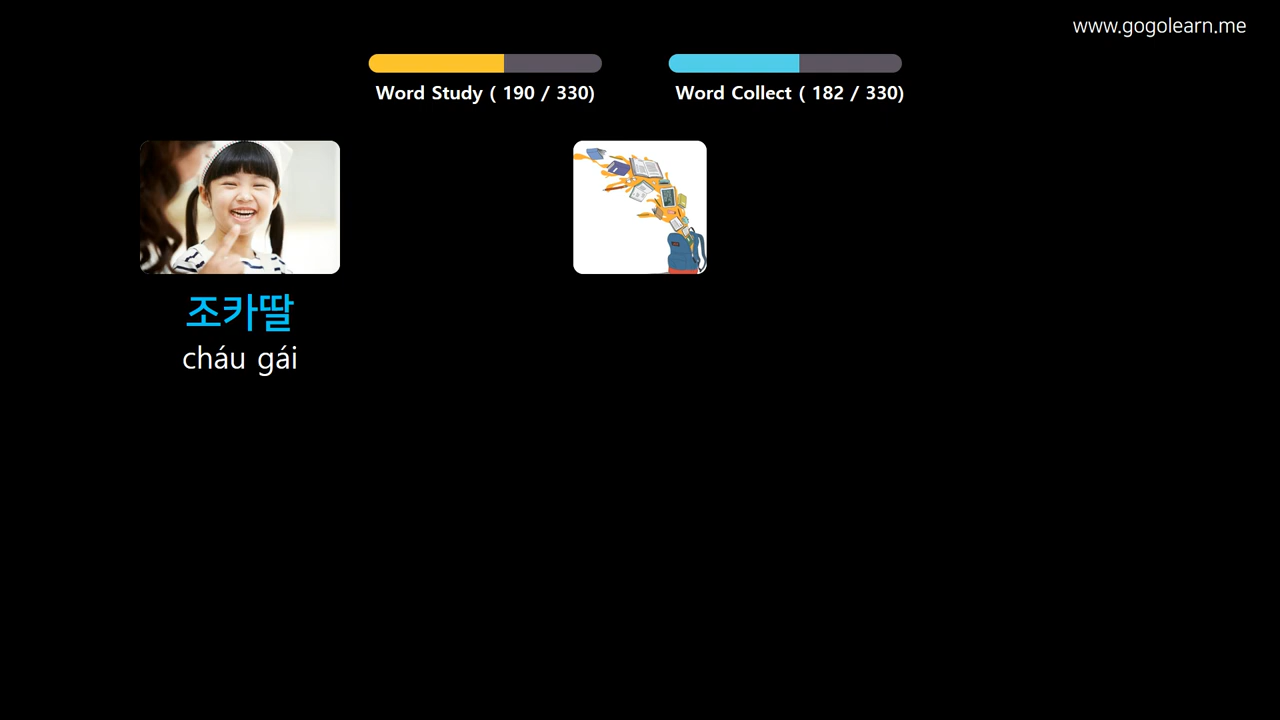 www.gogolearn.me
Word Study ( 190 / 330)
Word Collect ( 182 / 330)
조카딸
cháu gái